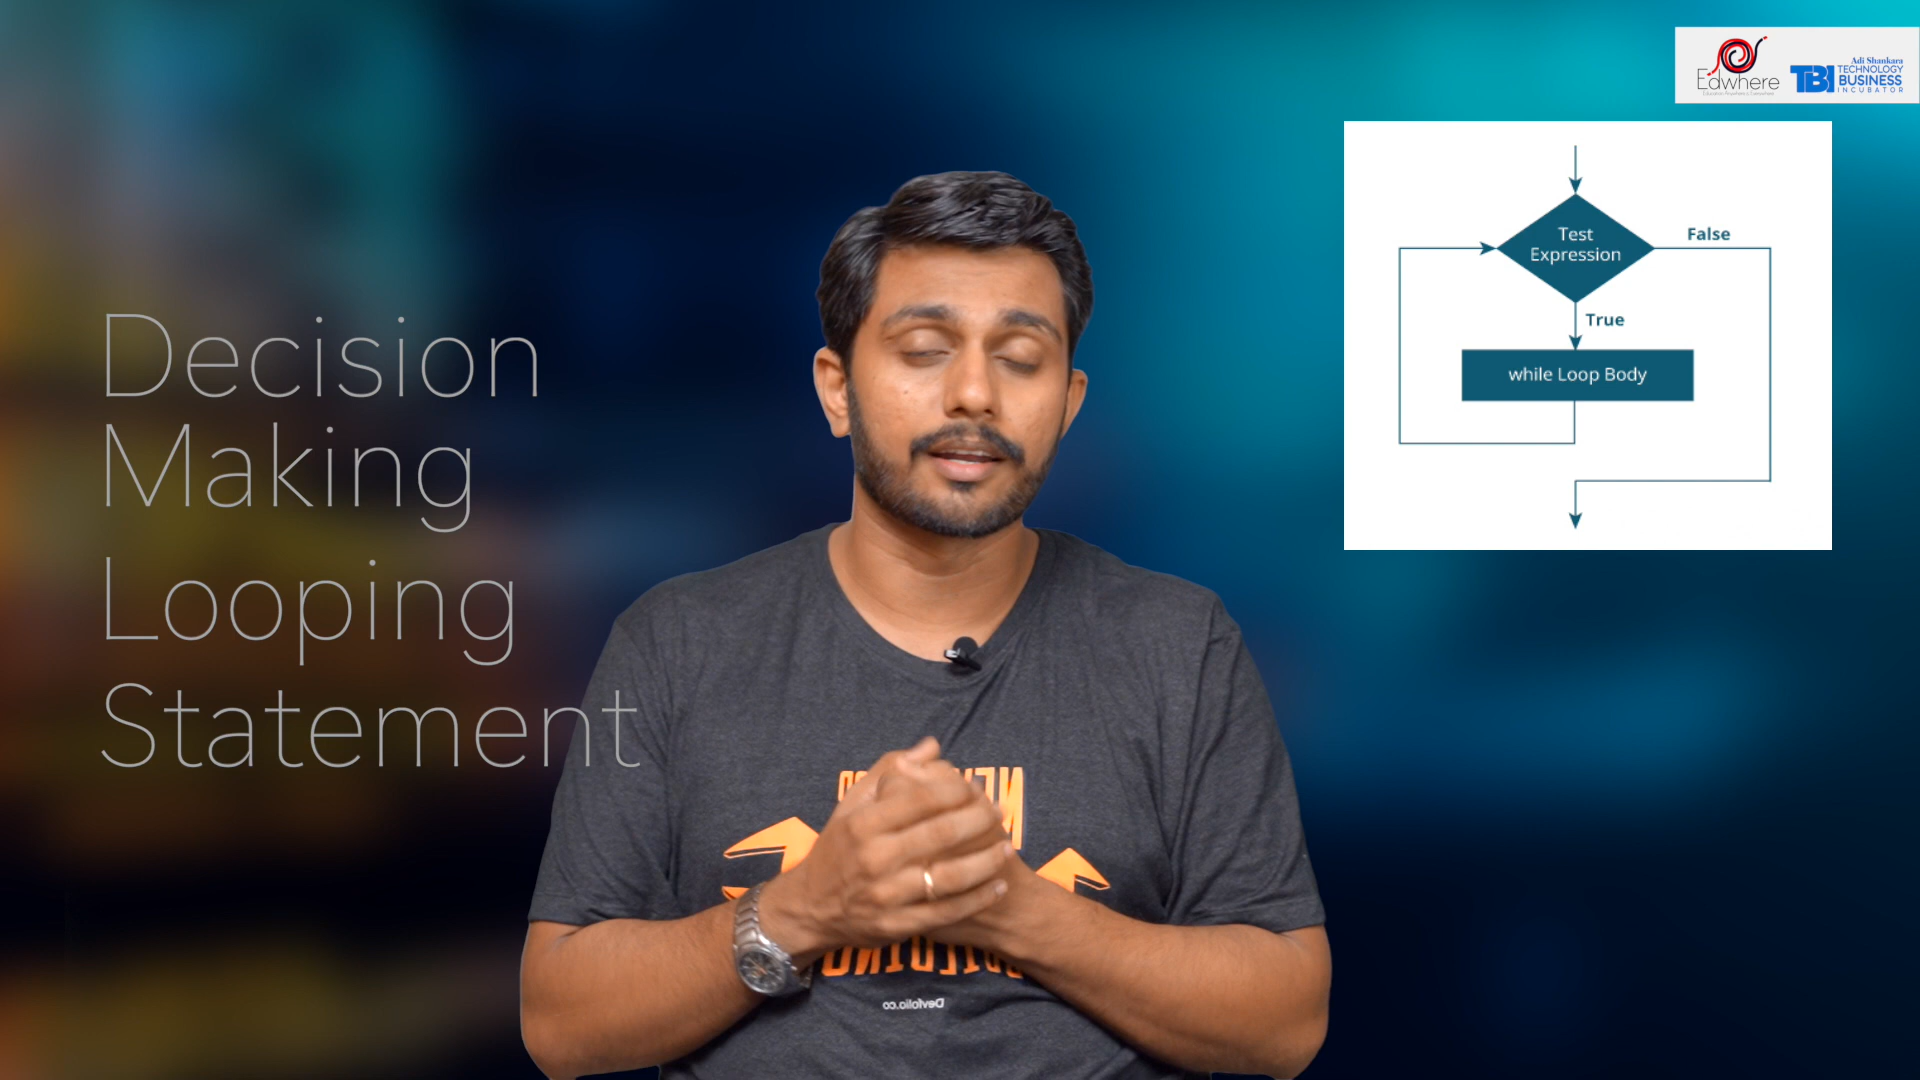 Decision
Making
Looping
Statement
Edwhere
Adi Shankara
TECHNOLOGY
TBI BUSINESS
INCUBATOR
Test
Expression
False
True
while Loop Body
Devfolio.co